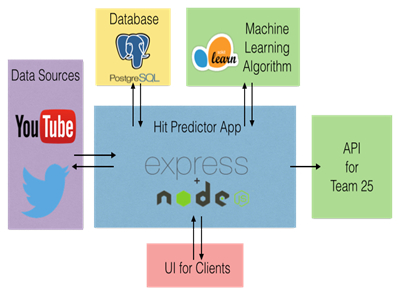 Database
PostgreSQL
Machine
Learning
Algorithm
learn
Data Sources
YouTube
Hit Predictor App
express
+
node
JS
API
for
Team 25
UI for Clients